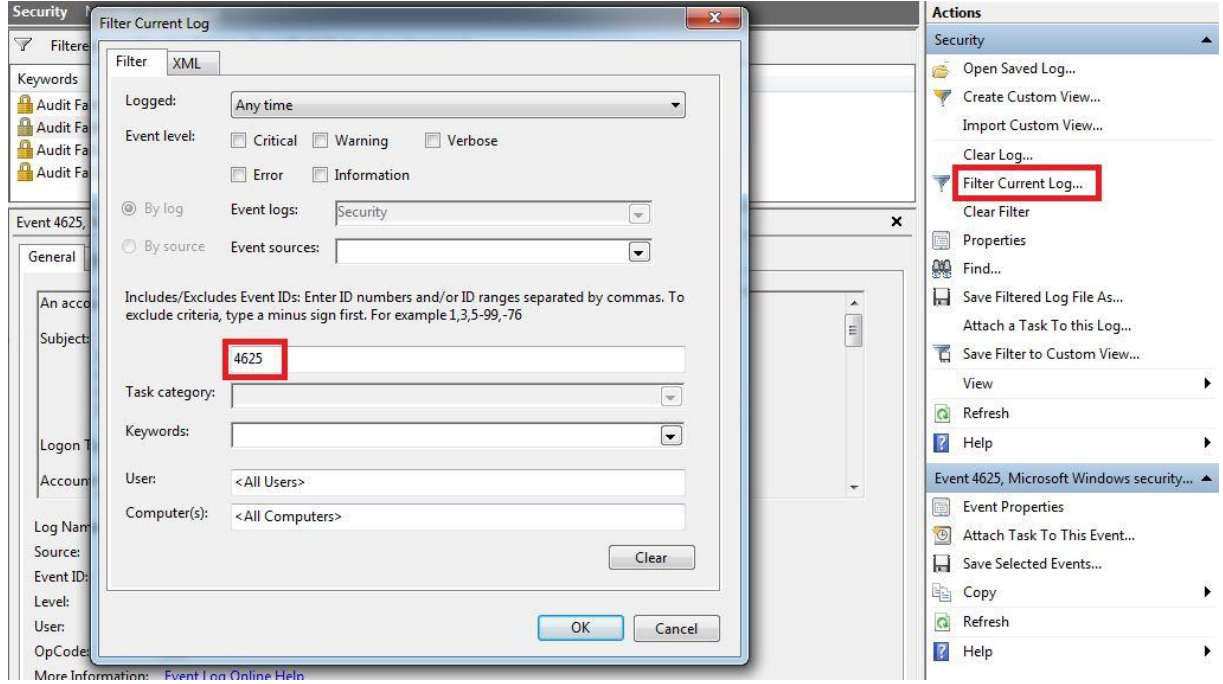 Security
Filter Current Log
Filter XML
Keywords
Audit Fa
Audit Fa
Audit Fa
Audit Fa
Logged: Any time
Event level: Critical Warning Verbose
Error Information
By log Event logs: Security
By source Event sources:
Event 4625,
General
An acco
Subject:
Includes/Excludes Event IDs: Enter ID numbers and/or ID ranges separated by commas. To
exclude criteria, type a minus sign first. For example 1,3,5-99,-76
4625
Task category:
Keywords:
User: <All Users>
Computer(s): <All Computers>
Clear
OK Cancel
Log Nam
Source:
Event ID:
Level:
User:
OpCode:
More Information: Event Log Online Help
Actions
Security
Open Saved Log...
Create Custom View...
Import Custom View...
Clear Log...
Filter Current Log...
Clear Filter
Properties
Find...
Save Filtered Log File As...
Attach a Task To this Log...
Save Filter to Custom View...
View
Refresh
Help
Event 4625, Microsoft Windows security...
Event Properties
Attach Task To This Event...
Save Selected Events...
Copy
Refresh
Help